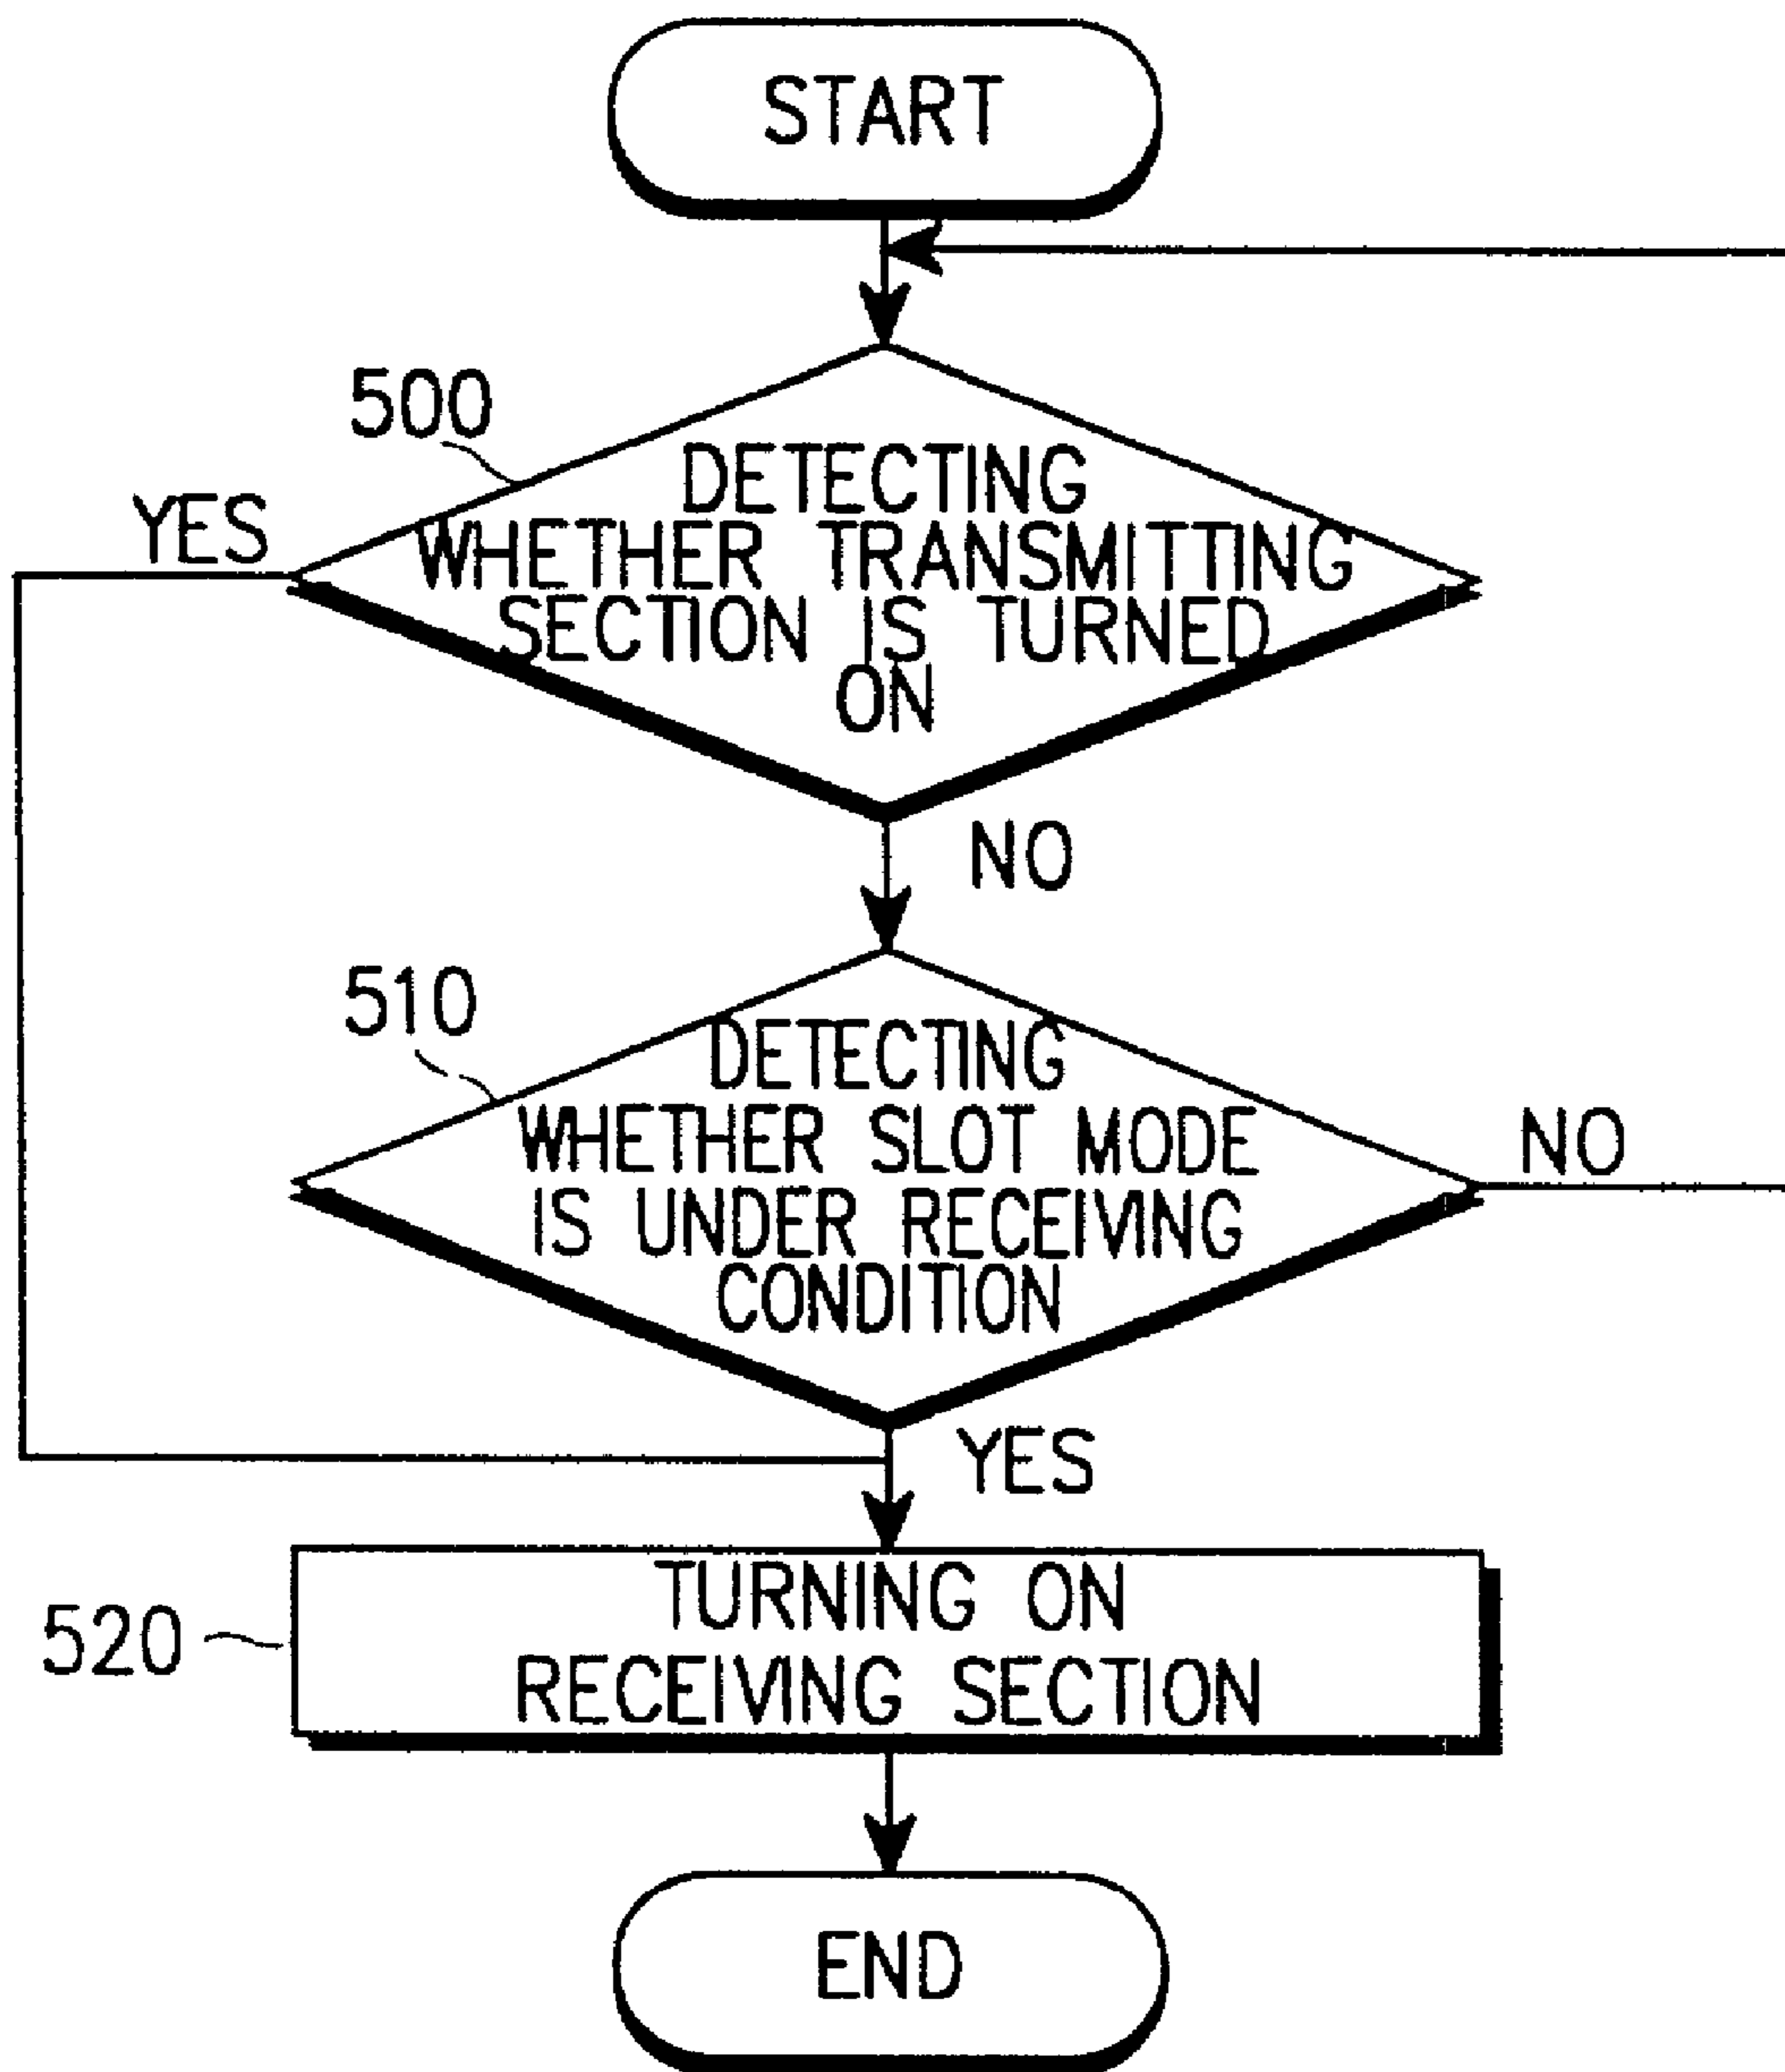 START
500
YES
DETECTING
WHETHER TRANSMITTING
SECTION IS TURNED
ON
NO
510
DETECTING
WHETHER SLOT MODE
IS UNDER RECEIVING
CONDITION
NO
YES
520
TURNING ON
RECEIVING SECTION
END